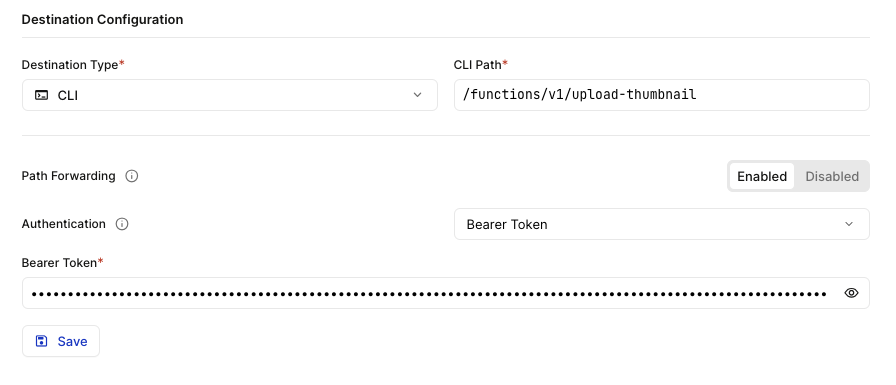 Destination Configuration
Destination Type* CLI Path*
CLI /functions/v1/upload-thumbnail
Path Forwarding Enabled Disabled
Authentication Bearer Token
Bearer Token*
Save